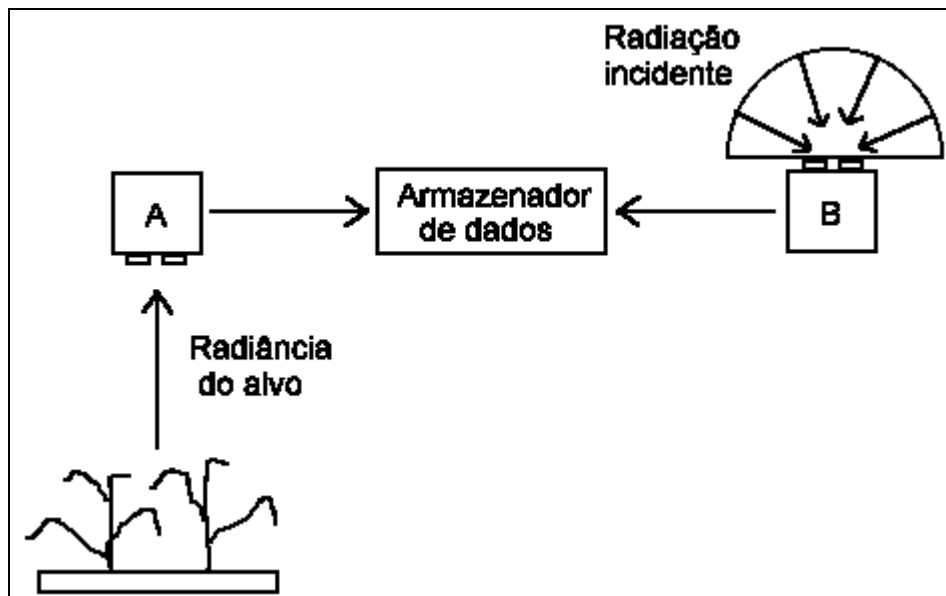 Radiação
incidente
A
Armazenador
de dados
B
Radiância
do alvo